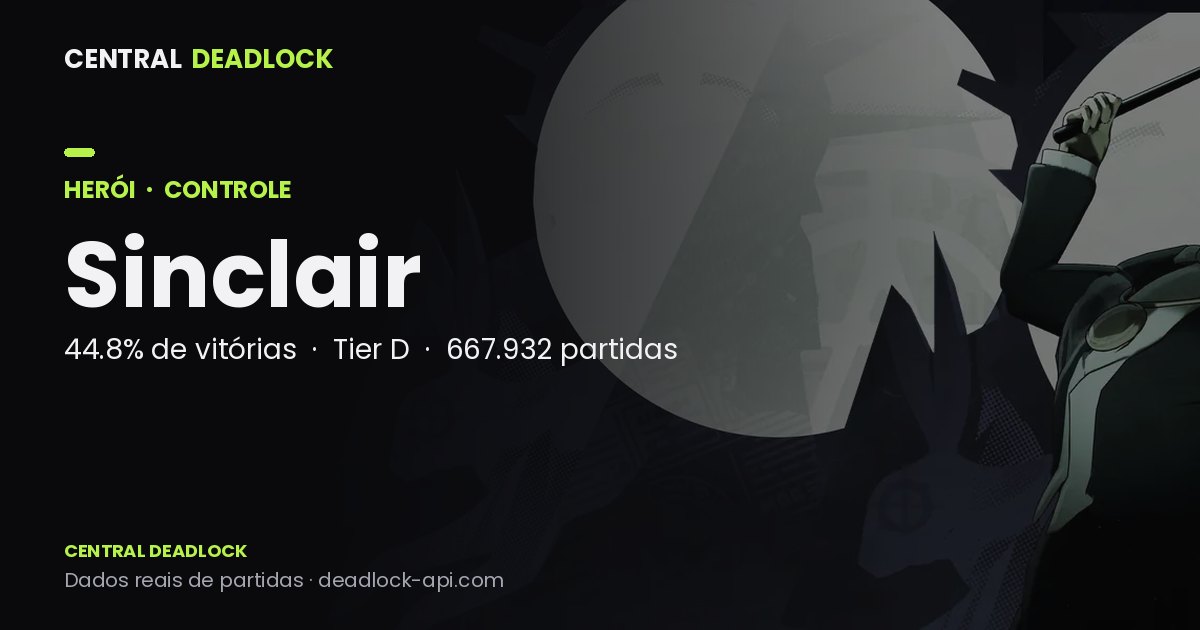 CENTRAL DEADLOCK
HERÓI · CONTROLE
Sinclair
44.8% de vitórias · Tier D · 667.932 partidas
CENTRAL DEADLOCK
Dados reais de partidas · deadlock-api.com